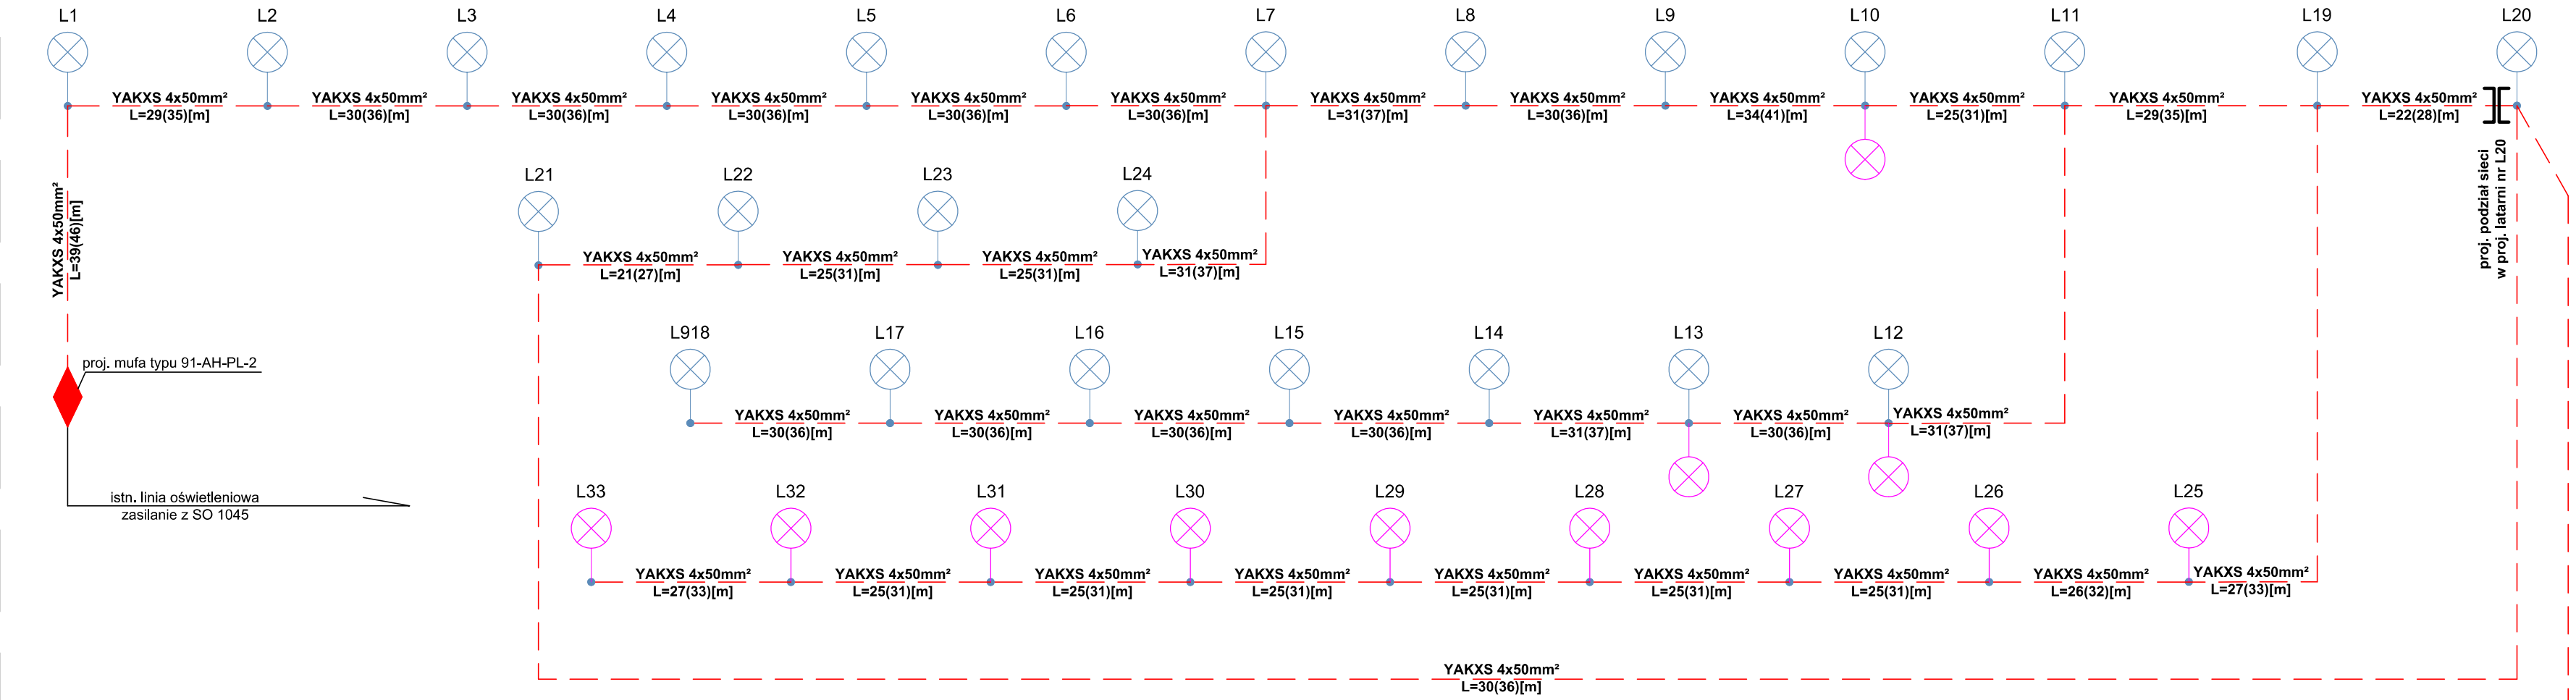 L1 L2 L3 L4 L5 L6 L7 L8 L9 L10 L11 L19 L20
YAKXS 4x50mm² YAKXS 4x50mm² YAKXS 4x50mm² YAKXS 4x50mm² YAKXS 4x50mm² YAKXS 4x50mm² YAKXS 4x50mm² YAKXS 4x50mm² YAKXS 4x50mm² YAKXS 4x50mm² YAKXS 4x50mm² YAKXS 4x50mm²
L=29(35)[m] L=30(36)[m] L=30(36)[m] L=30(36)[m] L=30(36)[m] L=30(36)[m] L=31(37)[m] L=30(36)[m] L=34(41)[m] L=25(31)[m] L=29(35)[m] L=22(28)[m]
YAKXS 4x50mm²
L=39(46)[m]
proj. podział sieci
w proj. latarni nr L20
L21 L22 L23 L24
YAKXS 4x50mm² YAKXS 4x50mm² YAKXS 4x50mm² YAKXS 4x50mm²
L=21(27)[m] L=25(31)[m] L=25(31)[m] L=31(37)[m]
proj. mufa typu 91-AH-PL-2
L918 L17 L16 L15 L14 L13 L12
YAKXS 4x50mm² YAKXS 4x50mm² YAKXS 4x50mm² YAKXS 4x50mm² YAKXS 4x50mm² YAKXS 4x50mm² YAKXS 4x50mm²
L=30(36)[m] L=30(36)[m] L=30(36)[m] L=30(36)[m] L=31(37)[m] L=30(36)[m] L=31(37)[m]
istn. linia oświetleniowa
zasilanie z SO 1045
L33 L32 L31 L30 L29 L28 L27 L26 L25
YAKXS 4x50mm² YAKXS 4x50mm² YAKXS 4x50mm² YAKXS 4x50mm² YAKXS 4x50mm² YAKXS 4x50mm² YAKXS 4x50mm² YAKXS 4x50mm² YAKXS 4x50mm²
L=27(33)[m] L=25(31)[m] L=25(31)[m] L=25(31)[m] L=25(31)[m] L=25(31)[m] L=25(31)[m] L=26(32)[m] L=27(33)[m]
YAKXS 4x50mm²
L=30(36)[m]